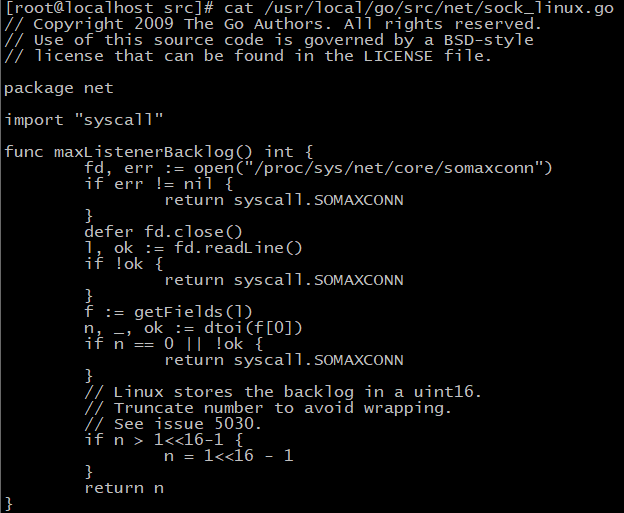 [root@localhost src]# cat /usr/local/go/src/net/sock_linux.go
// Copyright 2009 The Go Authors. All rights reserved.
// Use of this source code is governed by a BSD-style
// license that can be found in the LICENSE file.

package net

import "syscall"

func maxListenerBacklog() int {
        fd, err := open("/proc/sys/net/core/somaxconn")
        if err != nil {
                return syscall.SOMAXCONN
        }
        defer fd.close()
        l, ok := fd.readLine()
        if !ok {
                return syscall.SOMAXCONN
        }
        f := getFields(l)
        n, _, ok := dtoi(f[0])
        if n == 0 || !ok {
                return syscall.SOMAXCONN
        }
        // Linux stores the backlog in a uint16.
        // Truncate number to avoid wrapping.
        // See issue 5030.
        if n > 1<<16-1 {
                n = 1<<16 - 1
        }
        return n
}